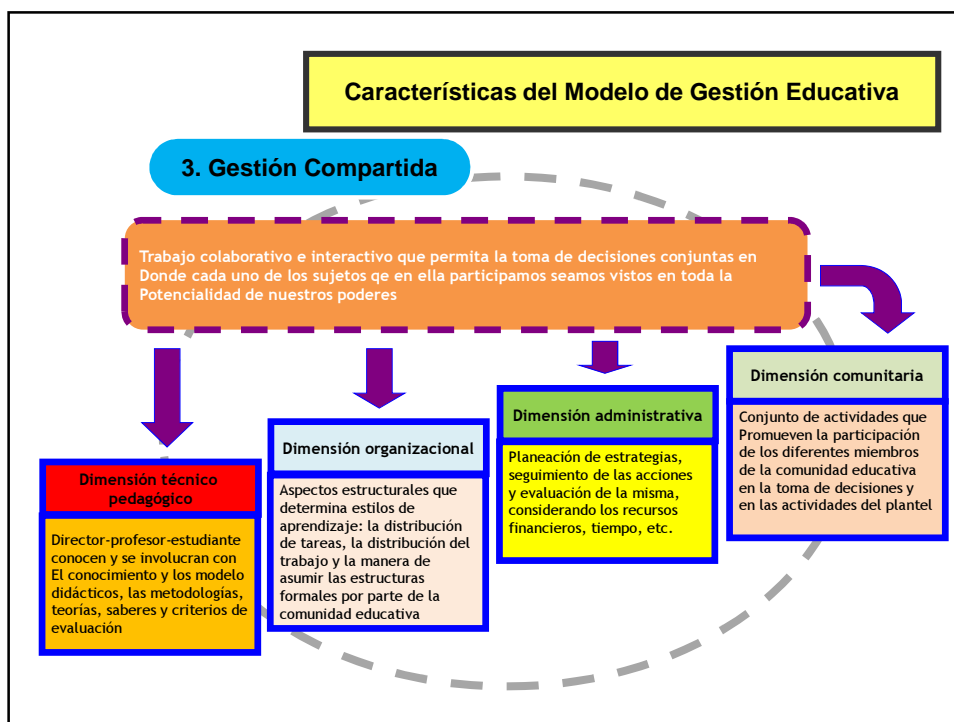 Características del Modelo de Gestión Educativa
3. Gestión Compartida
Trabajo colaborativo e interactivo que permita la toma de decisiones conjuntas en
Donde cada uno de los sujetos qe en ella participamos seamos vistos en toda la
Potencialidad de nuestros poderes
Dimensión técnico
pedagógico
Director-profesor-estudiante
conocen y se involucran con
El conocimiento y los modelo
didácticos, las metodologías,
teorías, saberes y criterios de
evaluación
Dimensión organizacional
Aspectos estructurales que
determina estilos de
aprendizaje: la distribución
de tareas, la distribución del
trabajo y la manera de
asumir las estructuras
formales por parte de la
comunidad educativa
Dimensión administrativa
Planeación de estrategias,
seguimiento de las acciones
y evaluación de la misma,
considerando los recursos
financieros, tiempo, etc.
Dimensión comunitaria
Conjunto de actividades que
Promueven la participación
de los diferentes miembros
de la comunidad educativa
en la toma de decisiones y
en las actividades del plantel